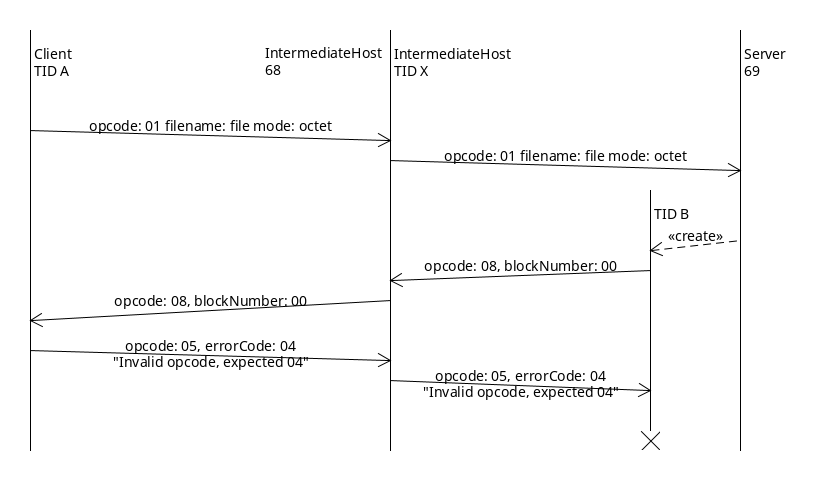 Client
TID A
IntermediateHost
68
IntermediateHost
TID X
Server
69
opcode: 01 filename: file mode: octet
opcode: 01 filename: file mode: octet
TID B
«create»
opcode: 08, blockNumber: 00
opcode: 08, blockNumber: 00
opcode: 05, errorCode: 04
"Invalid opcode, expected 04"
opcode: 05, errorCode: 04
"Invalid opcode, expected 04"